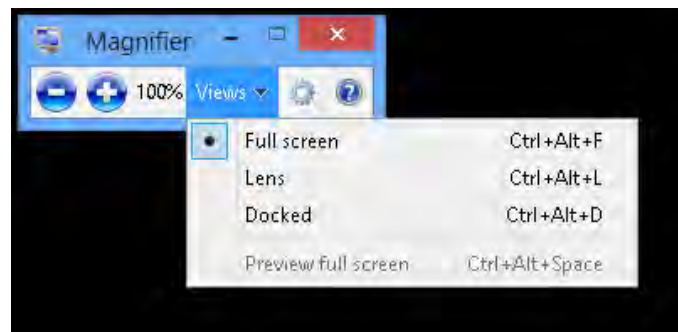 Magnifier
100% Views
Full screen Ctrl+Alt+F
Lens Ctrl+Alt+L
Docked Ctrl+Alt+D
Preview full screen Ctrl+Alt+Space